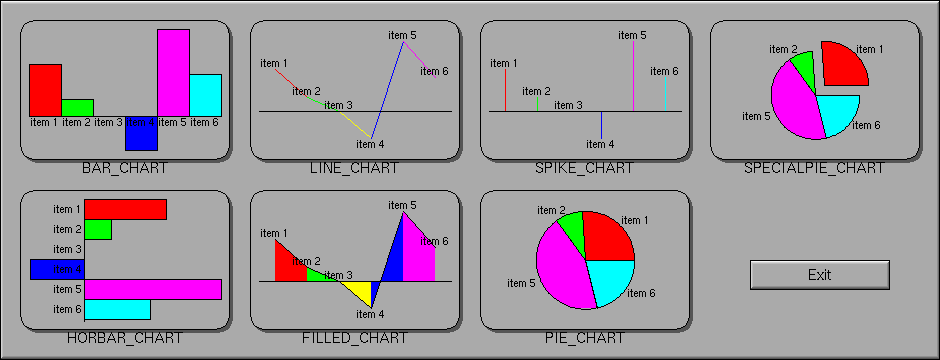 item 1 item 2 item 3 item 4 item 5 item 6
BAR_CHART
item 1
item 2
item 3
item 4
item 5
item 6
LINE_CHART
item 1
item 2
item 3
item 4
item 5
item 6
SPIKE_CHART
item 1
item 2
item 5
item 6
SPECIALPIE_CHART
item 1
item 2
item 3
item 4
item 5
item 6
HORBAR_CHART
item 1
item 2
item 3
item 4
item 5
item 6
FILLED_CHART
item 1
item 2
item 5
item 6
PIE_CHART
Exit